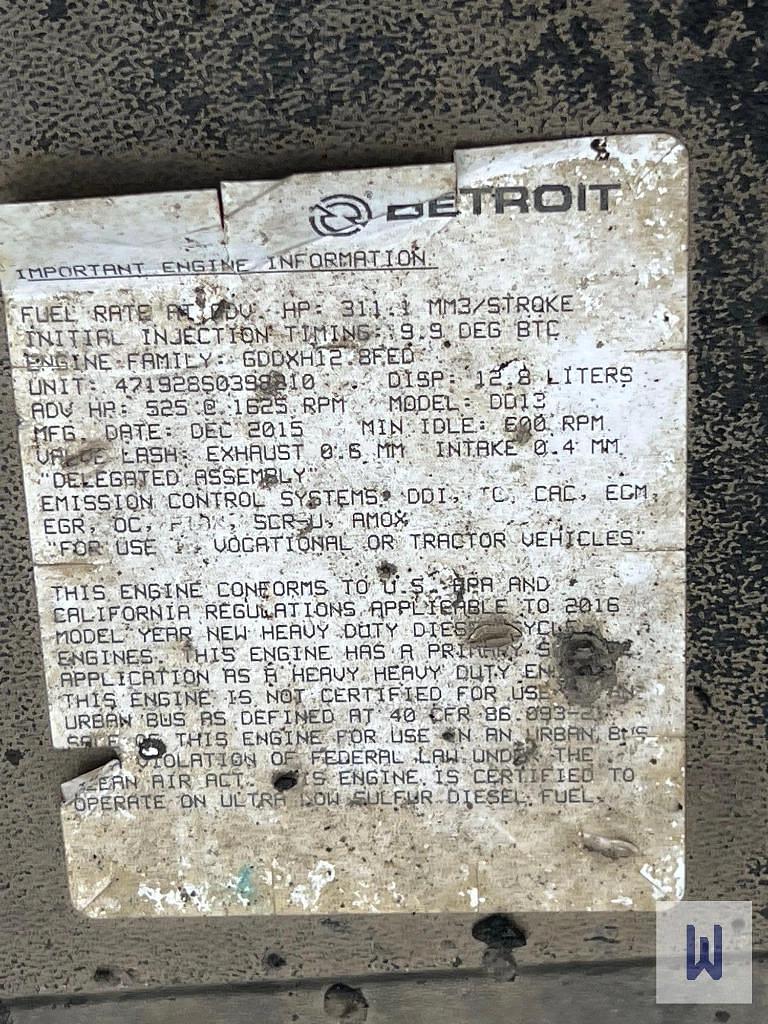 DETROIT
IMPORTANT ENGINE INFORMATION
FUEL RATE AT ADV. HP: 311.1 MM3/STROKE
INITIAL INJECTION TIMING: 9.9 DEG BTC
ENGINE FAMILY: GDDXH12.8FED
UNIT: DISP: 12.8 LITERS
ADV HP: 525 @ 1625 RPM MODEL: DD13
MFG. DATE: DEC 2015 MIN IDLE: 600 RPM
VALVE LASH: EXHAUST 0.6 MM INTAKE 0.4 MM
"DELEGATED ASSEMBLY"
EMISSION CONTROL SYSTEMS: DDI, TC, CAC, ECM,
EGR, OC, SCR-U, AMOX
"FOR USE VOCATIONAL OR TRACTOR VEHICLES"
THIS ENGINE CONFORMS TO U.S. AND
CALIFORNIA REGULATIONS APPLICABLE TO 2016
MODEL YEAR NEW HEAVY DUTY
ENGINES. THIS ENGINE HAS A PRIMARY
APPLICATION AS A HEAVY HEAVY DUTY
THIS ENGINE IS NOT CERTIFIED FOR USE
URBAN BUS AS DEFINED AT 40 CFR
THIS ENGINE FOR USE IN AN URBAN BUS
VIOLATION OF FEDERAL LAW UNDER THE
CLEAN AIR ACT. ENGINE IS CERTIFIED TO
OPERATE ON ULTRA LOW SULFUR DIESEL FUEL.
W